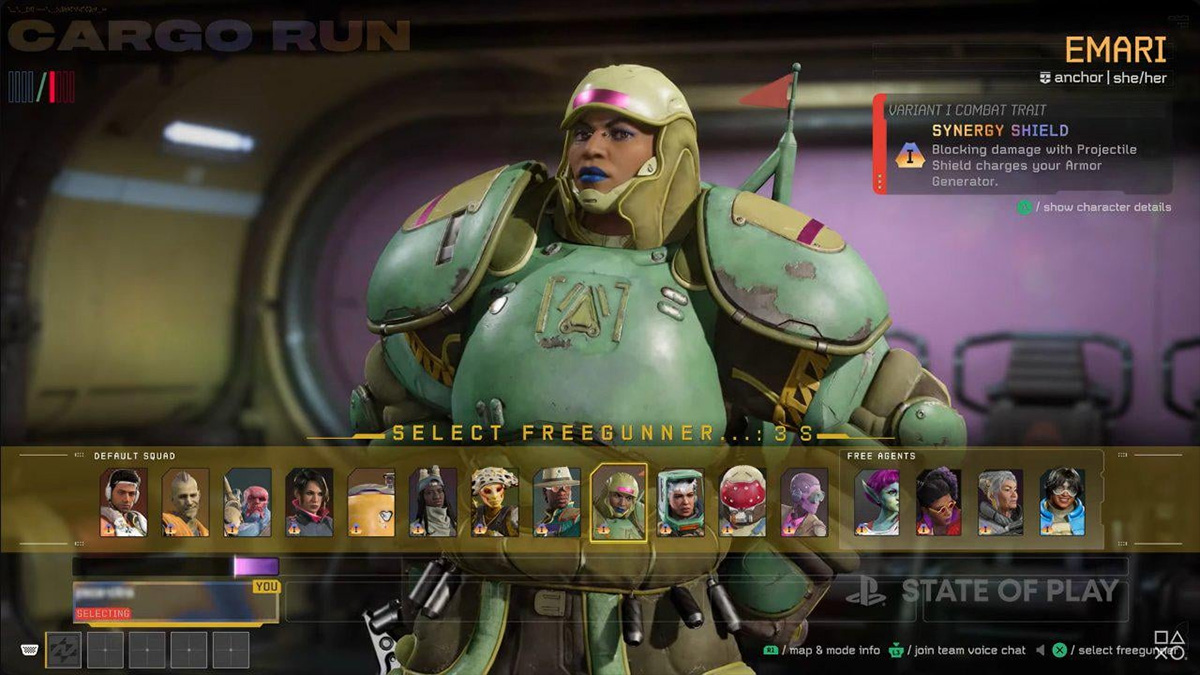 CARGO RUN
EMARI
anchor | she/her
VARIANT I COMBAT TRAIT
SYNERGY SHIELD
I
Blocking damage with Projectile
Shield charges your Armor
Generator.
/ show character details
SELECT FREEGUNNER...: 3 S
DEFAULT SQUAD
FREE AGENTS
YOU
SELECTING
STATE OF PLAY
R1 / map & mode info
/ join team voice chat
/ select freegunner